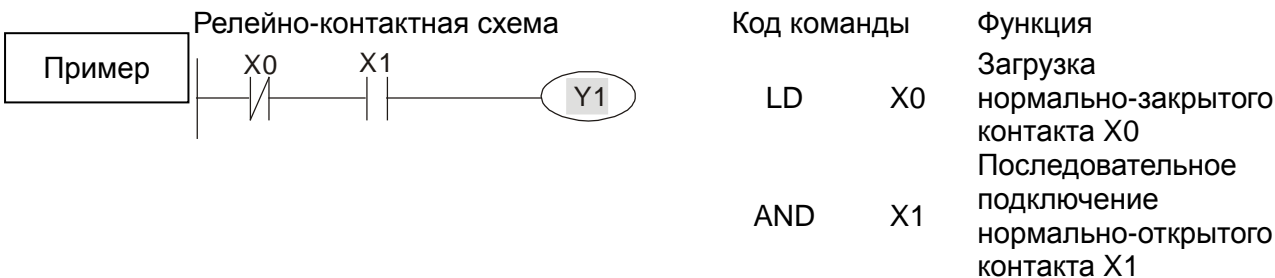 Релейно-контактная схема Код команды Функция
Пример
X0 X1
Y1
LD X0 Загрузка
нормально-закрытого
контакта X0
AND X1 Последовательное
подключение
нормально-открытого
контакта X1